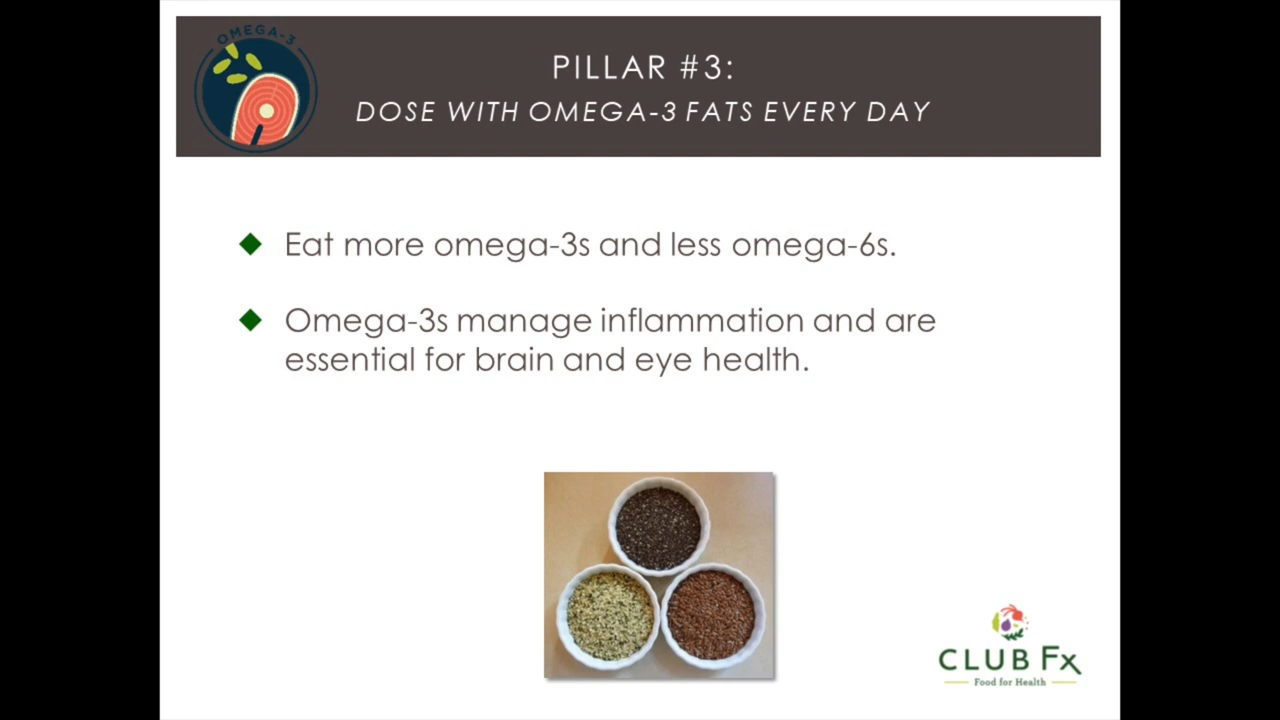 OMEGA-3
PILLAR #3:
DOSE WITH OMEGA-3 FATS EVERY DAY
Eat more omega-3s and less omega-6s.
Omega-3s manage inflammation and are
essential for brain and eye health.
CLUB Fx
Food for Health